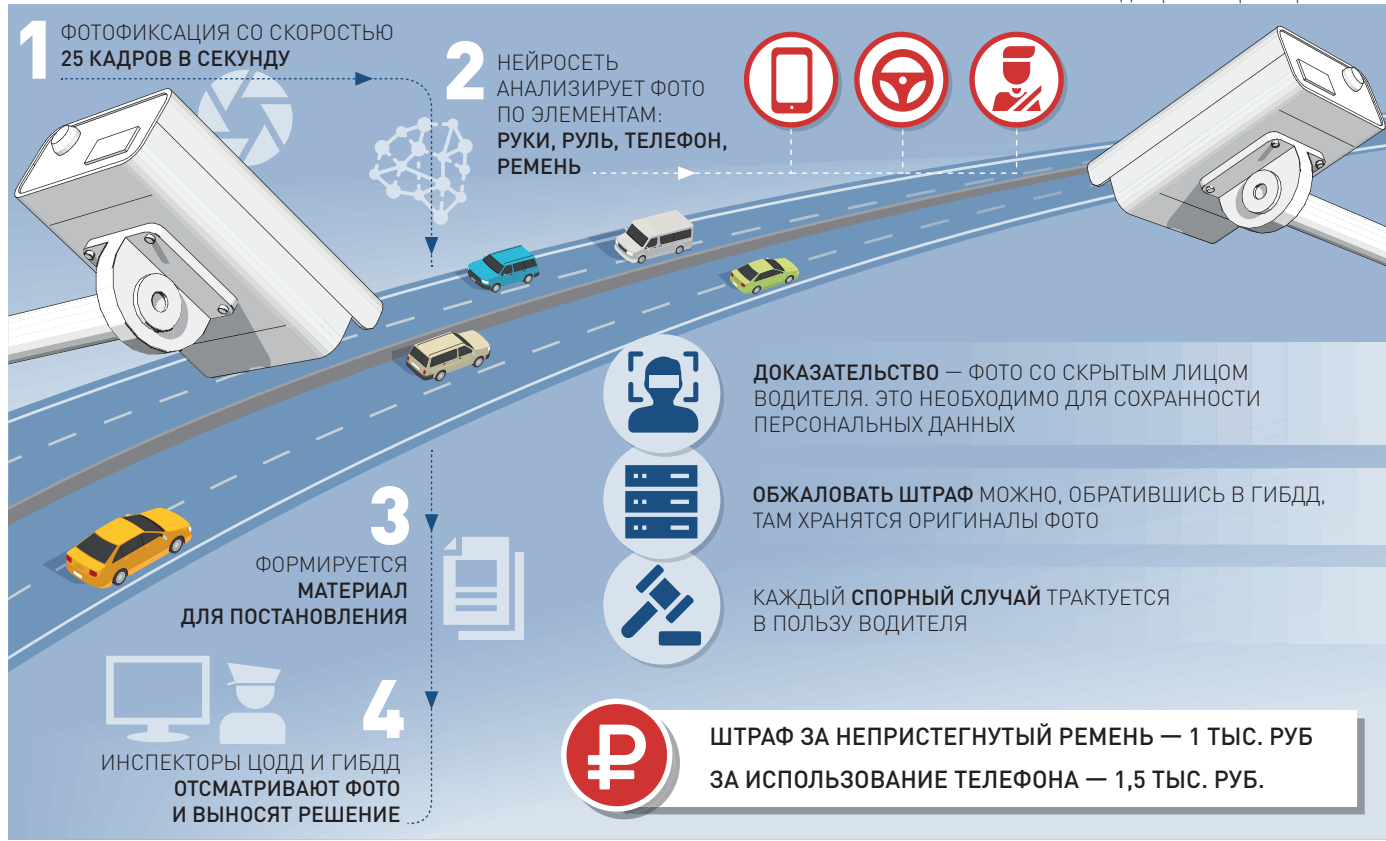 1
ФОТОФИКСАЦИЯ СО СКОРОСТЬЮ
25 КАДРОВ В СЕКУНДУ
2
НЕЙРОСЕТЬ
АНАЛИЗИРУЕТ ФОТО
ПО ЭЛЕМЕНТАМ:
РУКИ, РУЛЬ, ТЕЛЕФОН,
РЕМЕНЬ
3
ФОРМИРУЕТСЯ
МАТЕРИАЛ
ДЛЯ ПОСТАНОВЛЕНИЯ
4
ИНСПЕКТОРЫ ЦОДД И ГИБДД
ОТСМАТРИВАЮТ ФОТО
И ВЫНОСЯТ РЕШЕНИЕ
ДОКАЗАТЕЛЬСТВО — ФОТО СО СКРЫТЫМ ЛИЦОМ
ВОДИТЕЛЯ. ЭТО НЕОБХОДИМО ДЛЯ СОХРАННОСТИ
ПЕРСОНАЛЬНЫХ ДАННЫХ
ОБЖАЛОВАТЬ ШТРАФ МОЖНО, ОБРАТИВШИСЬ В ГИБДД,
ТАМ ХРАНЯТСЯ ОРИГИНАЛЫ ФОТО
КАЖДЫЙ СПОРНЫЙ СЛУЧАЙ ТРАКТУЕТСЯ
В ПОЛЬЗУ ВОДИТЕЛЯ
ШТРАФ ЗА НЕПРИСТЕГНУТЫЙ РЕМЕНЬ — 1 ТЫС. РУБ
ЗА ИСПОЛЬЗОВАНИЕ ТЕЛЕФОНА — 1,5 ТЫС. РУБ.